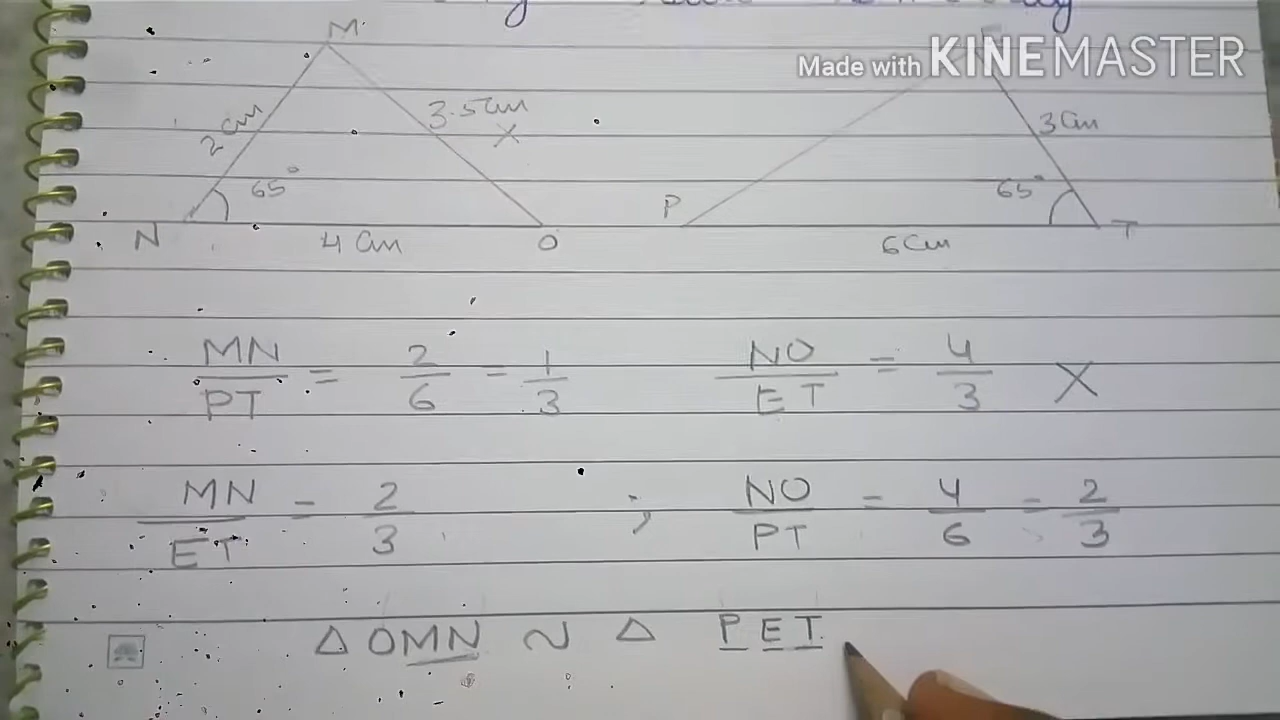 Made with KINEMASTER
M
2 cm 3.5 cm X 3 cm
65° 65°
N 4 cm O P 6 cm T
MN/PT = 2/6 = 1/3 NO/ET = 4/3 X
MN/ET = 2/3 ; NO/PT = 4/6 = 2/3
△ OMN ~ △ PET